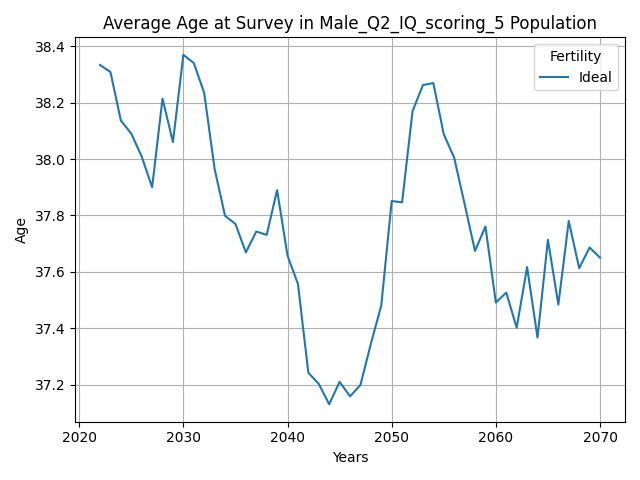 Average Age at Survey in Male_Q2_IQ_scoring_5 Population
Fertility
Ideal
38.4
38.2
38.0
37.8
37.6
37.4
37.2
Age
2020
2030
2040
2050
2060
2070
Years